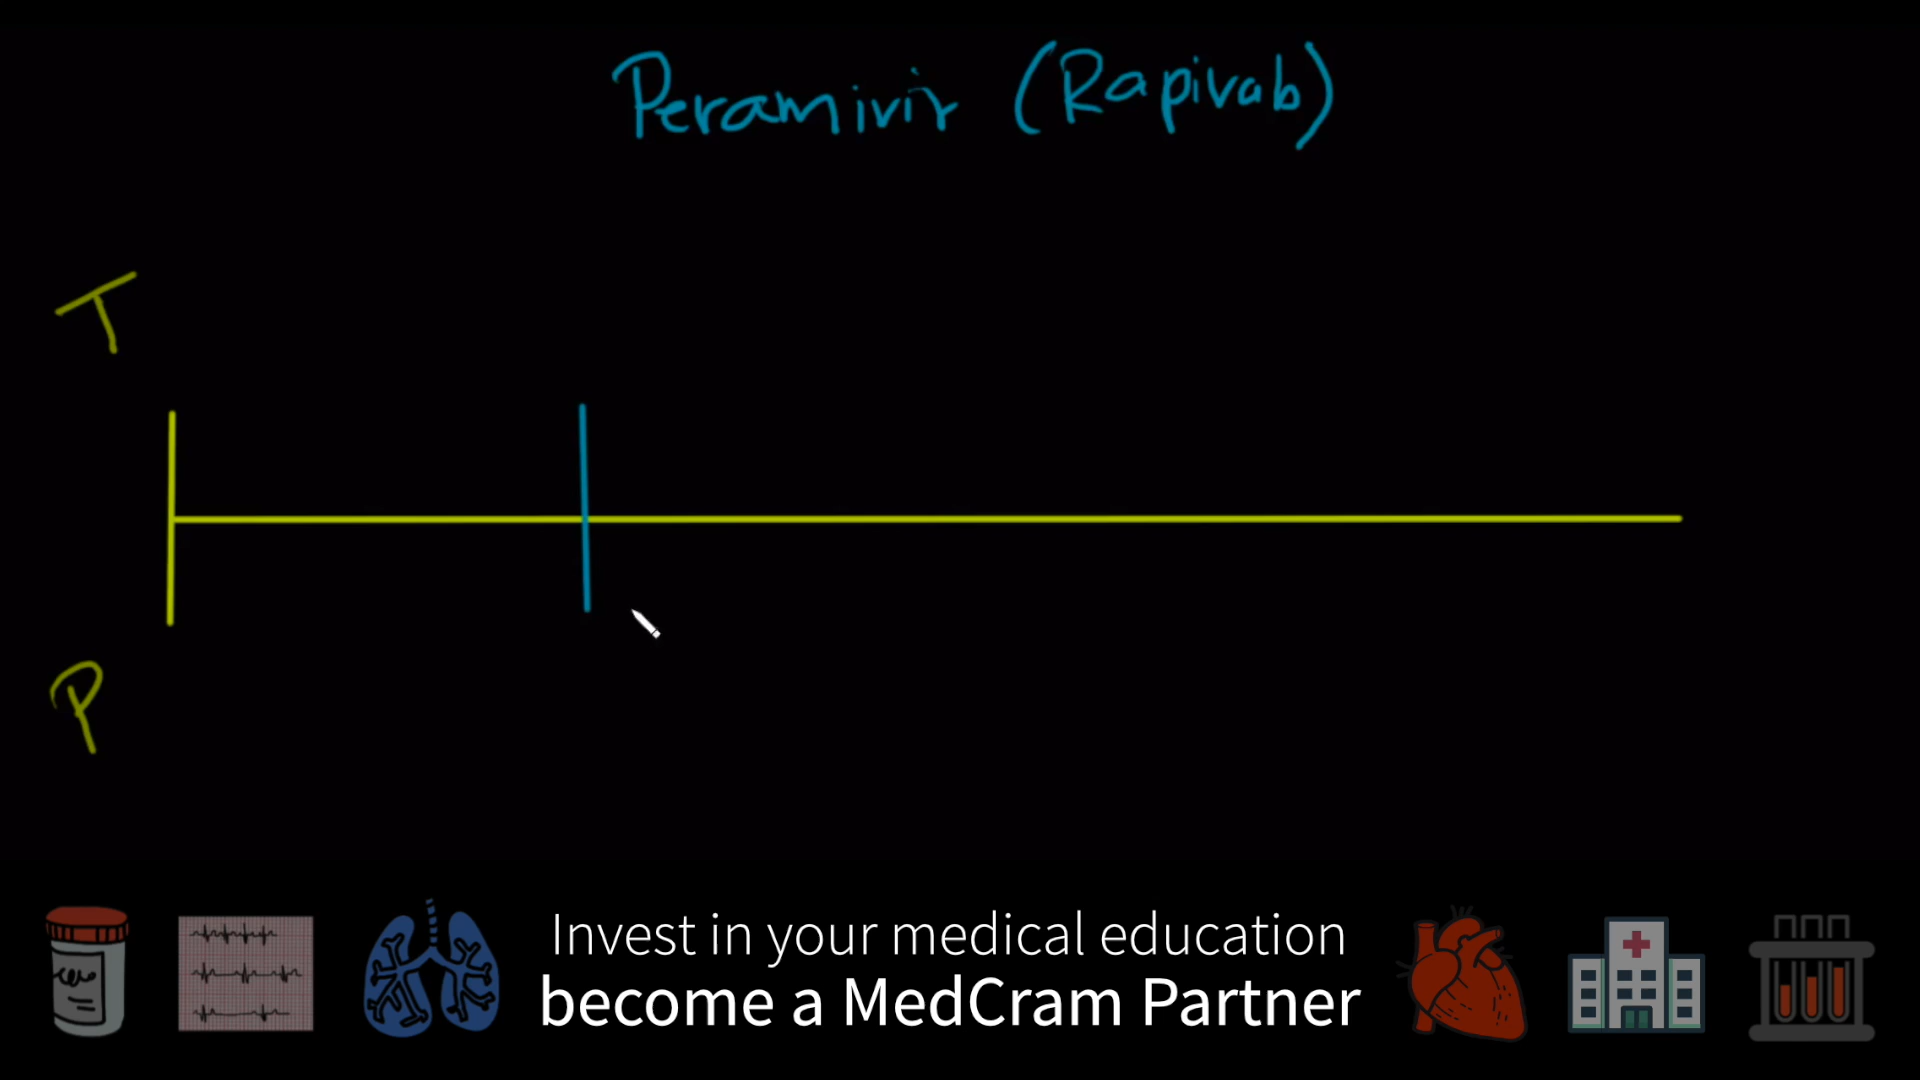 Peramivir (Rapivab)
T
P
Invest in your medical education
become a MedCram Partner